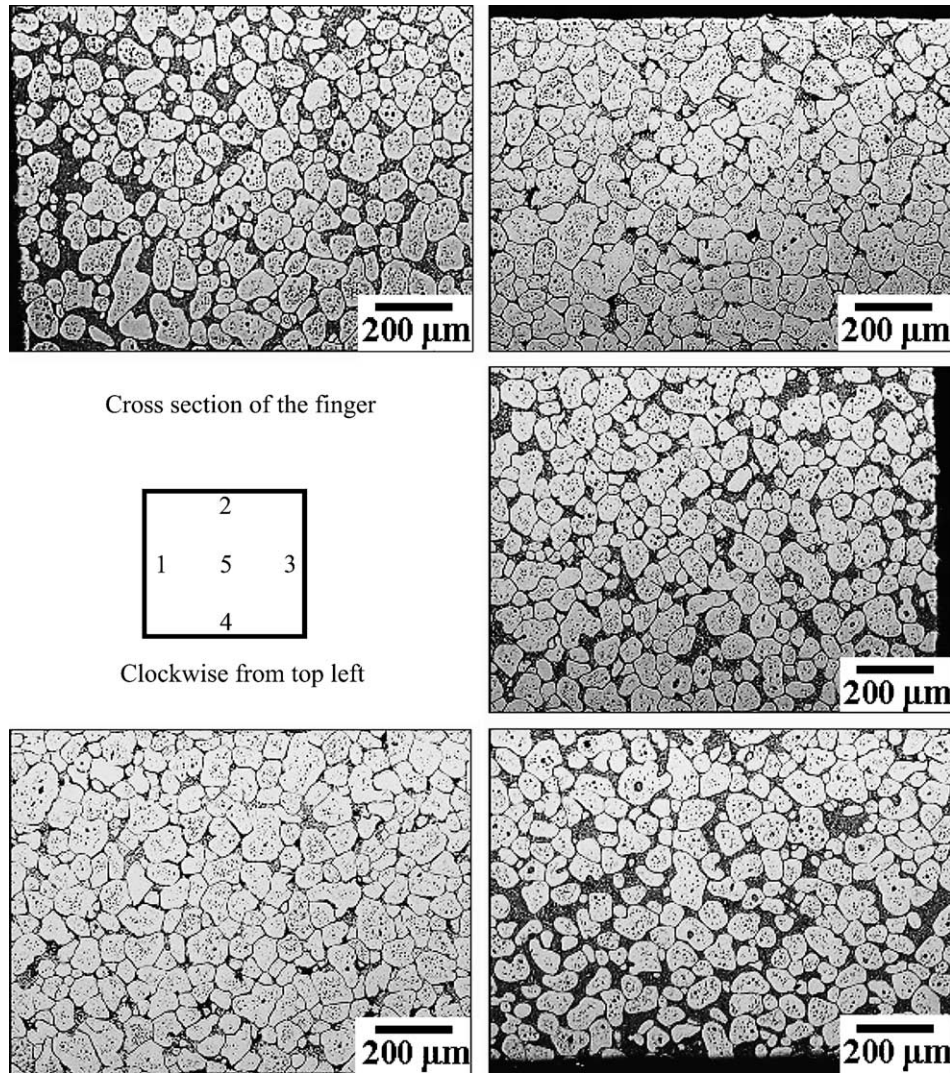 200 µm
200 µm
Cross section of the finger
2
1 5 3
4
Clockwise from top left
200 µm
200 µm
200 µm